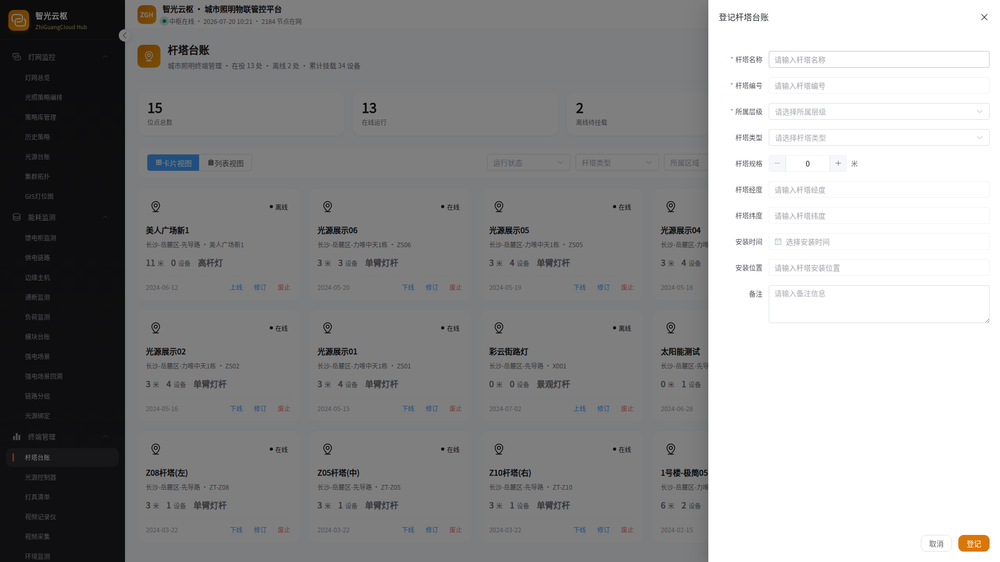 智光云枢
ZhiGuangCloud Hub
灯网监控
灯网总览
光照策略编排
策略库管理
历史策略
光源台账
集群拓扑
GIS灯位图
能耗监测
馈电柜监测
供电链路
边缘主机
通断监测
负荷监测
模块台账
强电场景
强电场景回溯
链路分组
光源绑定
终端管理
杆塔台账
光源控制器
灯具清单
视频记录仪
视频采集
环境监测
ZGH
智光云枢 · 城市照明物联管控平台
中枢在线 · 2026-07-20 10:21 · 2184 节点在网
杆塔台账
城市照明终端管理 · 在役 13 处 · 离线 2 处 · 累计挂载 34 设备
15
位点总数
13
在线运行
2
离线待挂载
卡片视图 列表视图 运行状态 杆塔类型 所属区域
离线
美人广场新1
长沙-岳麓区-先导路 · 美人广场新1
11 米 0 设备 高杆灯
2024-06-12 上线 修订 废止
在线
光源展示06
长沙-岳麓区-力唯中天1栋 · ZS06
3 米 3 设备 单臂灯杆
2024-05-20 下线 修订 废止
在线
光源展示05
长沙-岳麓区-力唯中天1栋 · ZS05
3 米 4 设备 单臂灯杆
2024-05-19 下线 修订 废止
光源展示04
长沙-岳麓区-力唯
3 米 4 设备
2024-05-18
在线
光源展示02
长沙-岳麓区-力唯中天1栋 · ZS02
3 米 4 设备 单臂灯杆
2024-05-16 下线 修订 废止
在线
光源展示01
长沙-岳麓区-力唯中天1栋 · ZS01
3 米 4 设备 单臂灯杆
2024-05-15 下线 修订 废止
离线
彩云街路灯
长沙-岳麓区-先导路 · X001
0 米 0 设备 景观灯杆
2024-07-02 上线 修订 废止
太阳能测试
长沙-岳麓区-先导
0 米 1 设备
2024-06-28
在线
Z08杆塔(左)
长沙-岳麓区-先导路 · ZT-Z08
3 米 1 设备 单臂灯杆
2024-03-22 下线 修订 废止
在线
Z05杆塔(中)
长沙-岳麓区-先导路 · ZT-Z05
3 米 1 设备 单臂灯杆
2024-03-22 下线 修订 废止
在线
Z10杆塔(右)
长沙-岳麓区-先导路 · ZT-Z10
3 米 1 设备 单臂灯杆
2024-03-22 下线 修订 废止
1号楼-极简05
长沙-岳麓区-力唯
6 米 2 设备
2024-02-15
登记杆塔台账
* 杆塔名称 请输入杆塔名称
* 杆塔编号 请输入杆塔编号
* 所属层级 请选择所属层级
杆塔类型 请选择杆塔类型
杆塔规格 0 米
杆塔经度 请输入杆塔经度
杆塔纬度 请输入杆塔纬度
安装时间 选择安装时间
安装位置 请输入杆塔安装位置
备注 请输入备注信息
取消 登记